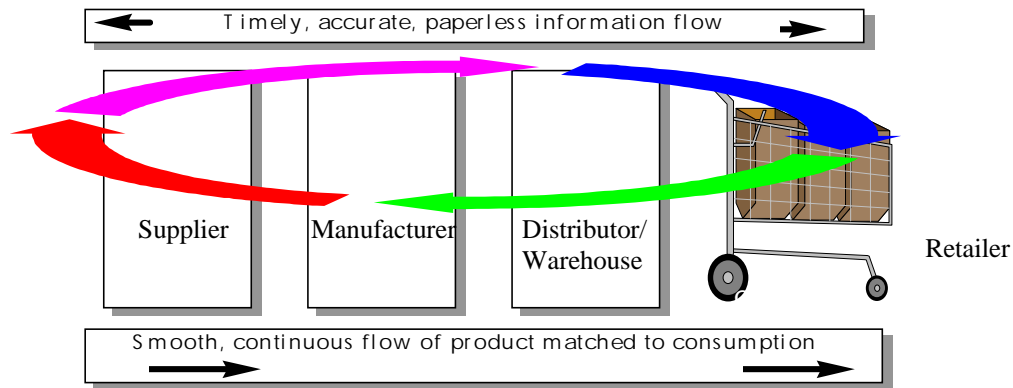 Timely, accurate, paperless information flow
Supplier
Manufacturer
Distributor/
Warehouse
Retailer
Smooth, continuous flow of product matched to consumption